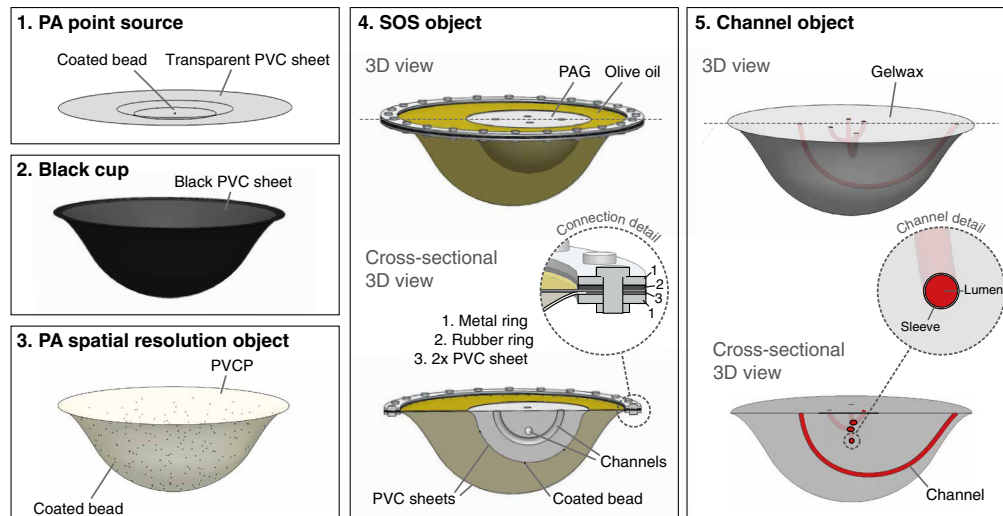 1. PA point source
Coated bead
Transparent PVC sheet
2. Black cup
Black PVC sheet
3. PA spatial resolution object
PVCP
Coated bead
4. SOS object
3D view
PAG
Olive oil
Cross-sectional
3D view
Connection detail
1
2
3
1
1. Metal ring
2. Rubber ring
3. 2x PVC sheet
Channels
PVC sheets
Coated bead
5. Channel object
3D view
Gelwax
Channel detail
Lumen
Sleeve
Cross-sectional
3D view
Channel